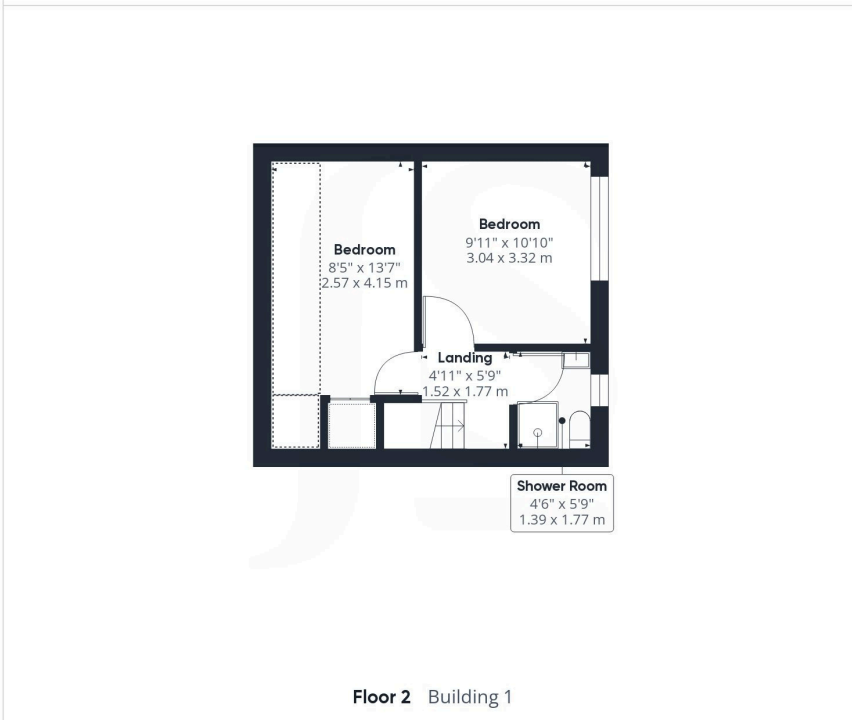 Bedroom
8'5" x 13'7"
2.57 x 4.15 m
Bedroom
9'11" x 10'10"
3.04 x 3.32 m
Landing
4'11" x 5'9"
1.52 x 1.77 m
Shower Room
4'6" x 5'9"
1.39 x 1.77 m
Floor 2 Building 1